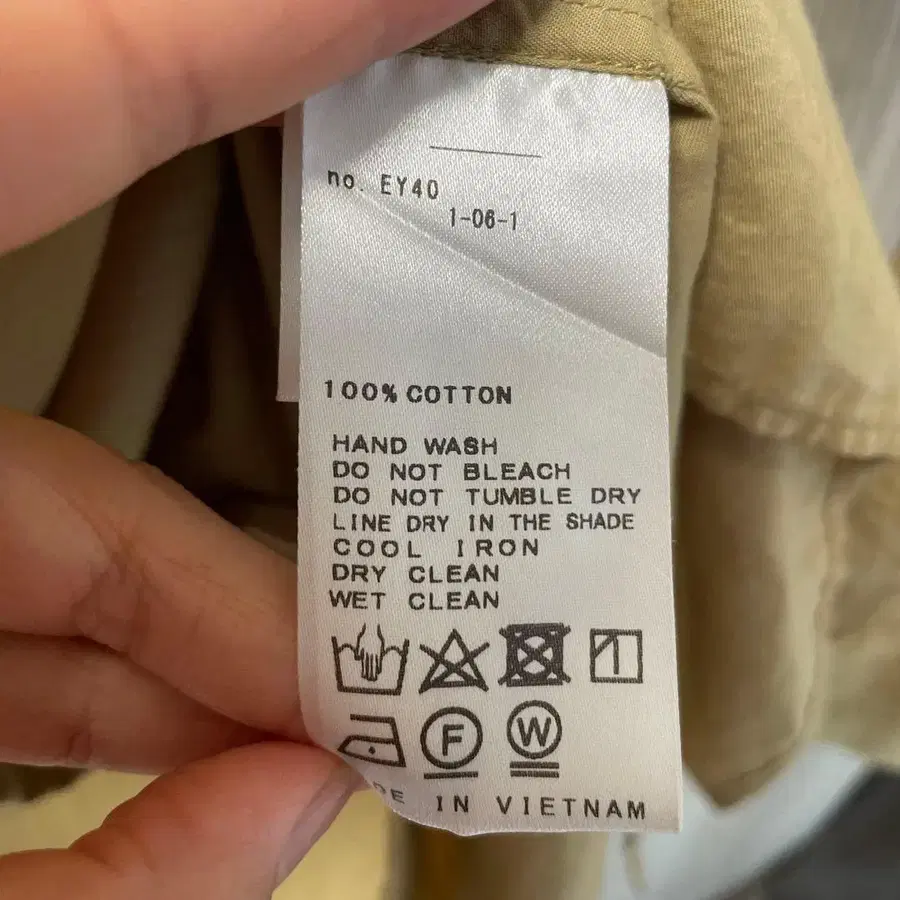 no. EY40
1-06-1
100% COTTON
HAND WASH
DO NOT BLEACH
DO NOT TUMBLE DRY
LINE DRY IN THE SHADE
COOL IRON
DRY CLEAN
WET CLEAN
F W
DE IN VIETNAM